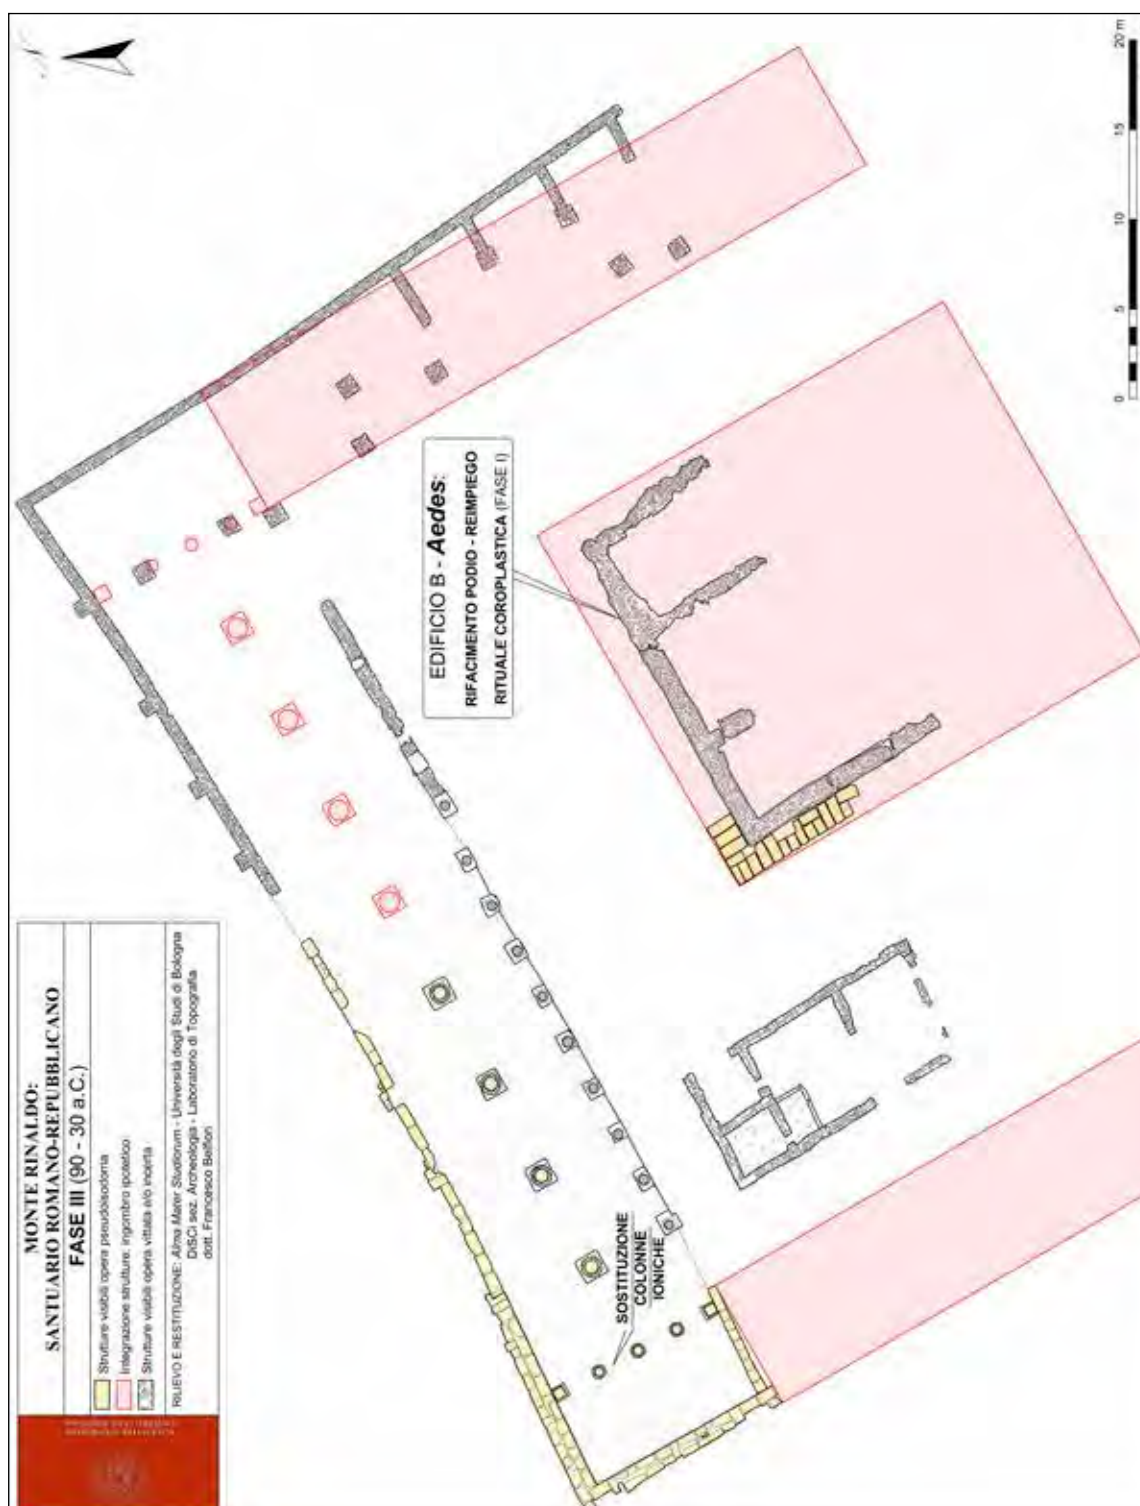 MONTE RINALDO:
SANTUARIO ROMANO-REPUBBLICANO
FASE III (90 - 30 a.C.)
Strutture visibili opera pseudoisodoma
Integrazione strutture: ingombro ipotetico
Strutture visibili opera vittata e/o incerta
RILIEVO E RESTITUZIONE: Alma Mater Studiorum - Università degli Studi di Bologna
DISCi sez. Archeologia - Laboratorio di Topografia
dott. Francesco Belfiori
EDIFICIO B - Aedes:
RIFACIMENTO PODIO - REIMPIEGO
RITUALE COROPLASTICA (FASE I)
SOSTITUZIONE
COLONNE
IONICHE
0 5 10 15 20 m